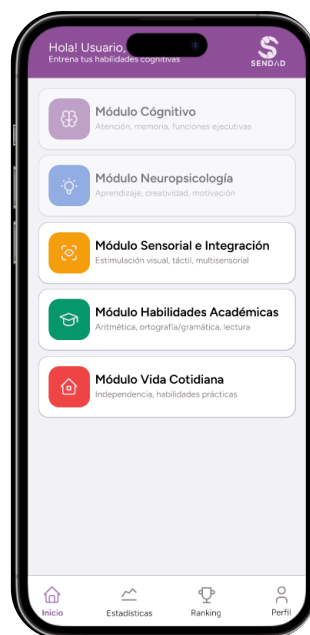 Hola! Usuario,
Entrena tus habilidades cognitivas
SENDAD
Módulo Cógnitivo
Atención, memoria, funciones ejecutivas
Módulo Neuropsicología
Aprendizaje, creatividad, motivación
Módulo Sensorial e Integración
Estimulación visual, táctil, multisensorial
Módulo Habilidades Académicas
Aritmética, ortografía/gramática, lectura
Módulo Vida Cotidiana
Independencia, habilidades prácticas
Inicio
Estadísticas
Ranking
Perfil